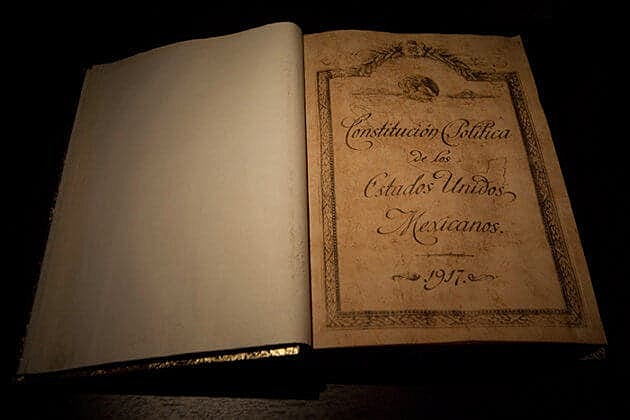 Constitución Política
de los
Estados Unidos
Mexicanos.
1917.